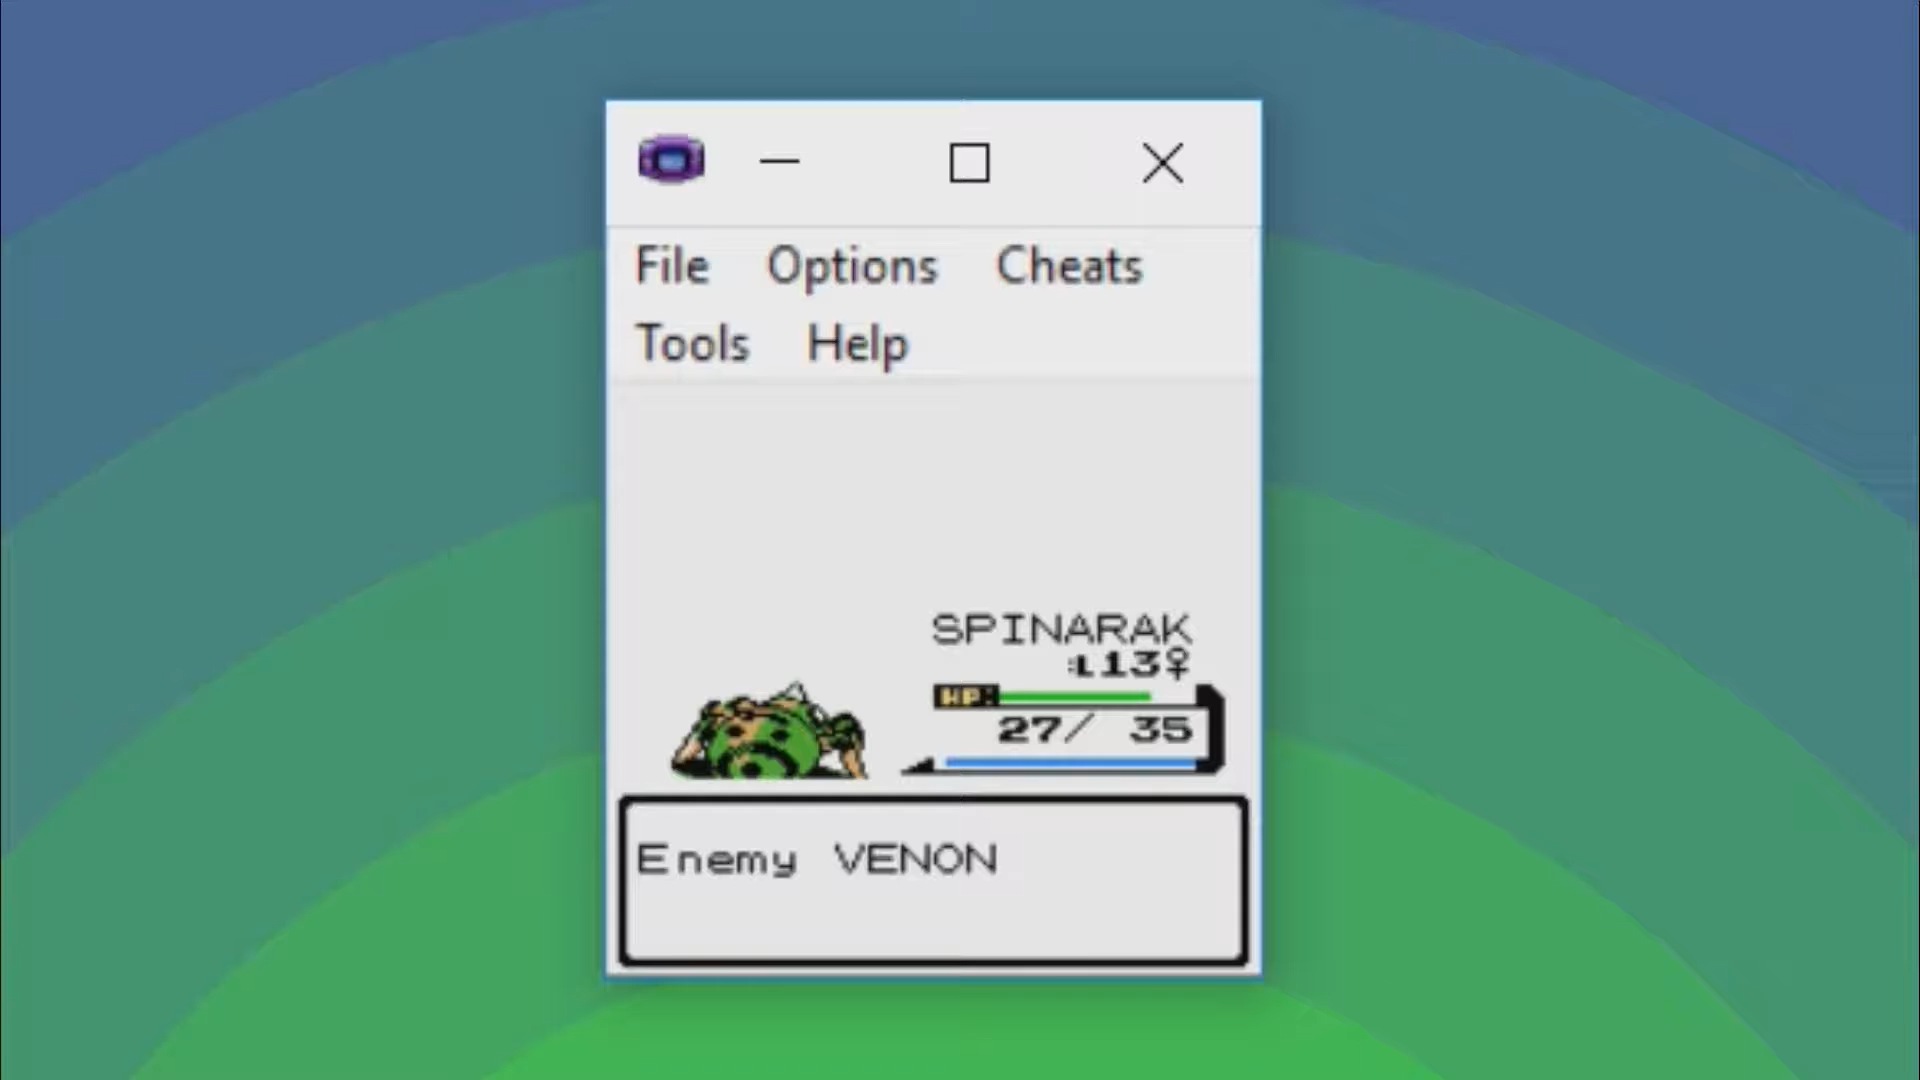 File Options Cheats
Tools Help
SPINARAK
:L13♀
HP:
27/ 35
Enemy VENON